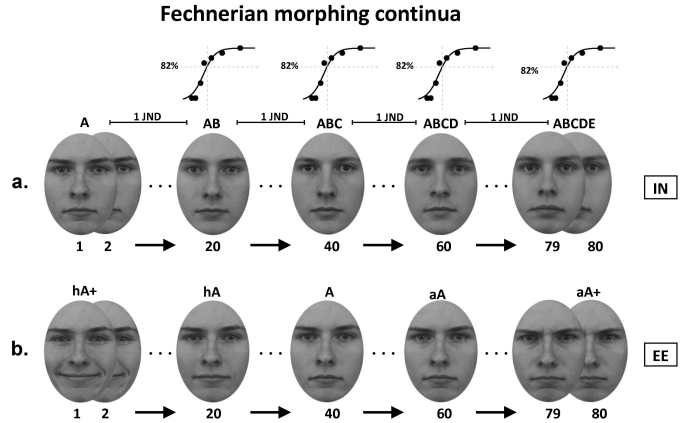 Fechnerian morphing continua
82% 82% 82% 82%
A 1 JND AB 1 JND ABC 1 JND ABCD 1 JND ABCDE
a. ... ... ... ... IN
1 2 20 40 60 79 80
hA+ hA A aA aA+
b. ... ... ... ... EE
1 2 20 40 60 79 80